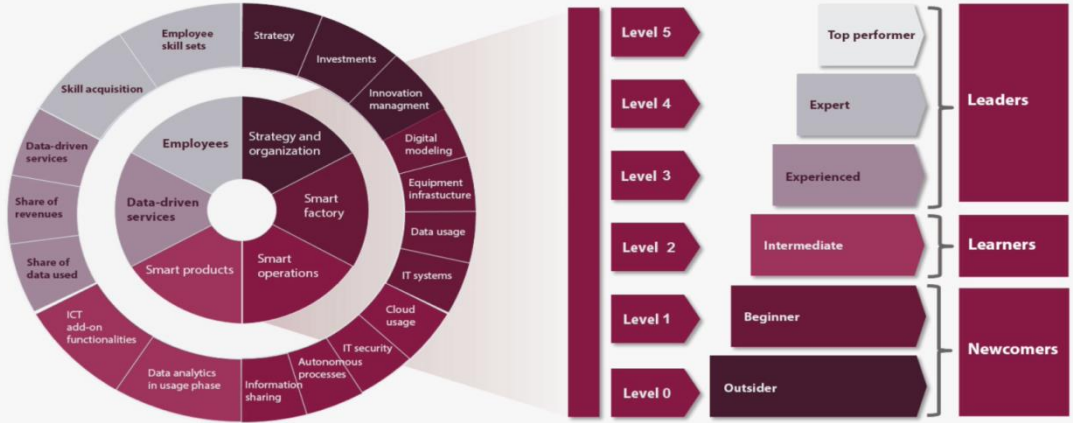 Employee
skill sets
Strategy
Investments
Innovation
managment
Digital
modeling
Equipment
infrastucture
Data usage
IT systems
Cloud
usage
IT security
Autonomous
processes
Information
sharing
Data analytics
in usage phase
ICT
add-on
functionalities
Share of
data used
Share of
revenues
Data-driven
services
Skill acquisition
Employees
Strategy and
organization
Smart
factory
Smart
operations
Smart products
Data-driven
services
Level 5
Top performer
Level 4
Expert
Level 3
Experienced
Leaders
Level 2
Intermediate
Learners
Level 1
Beginner
Level 0
Outsider
Newcomers